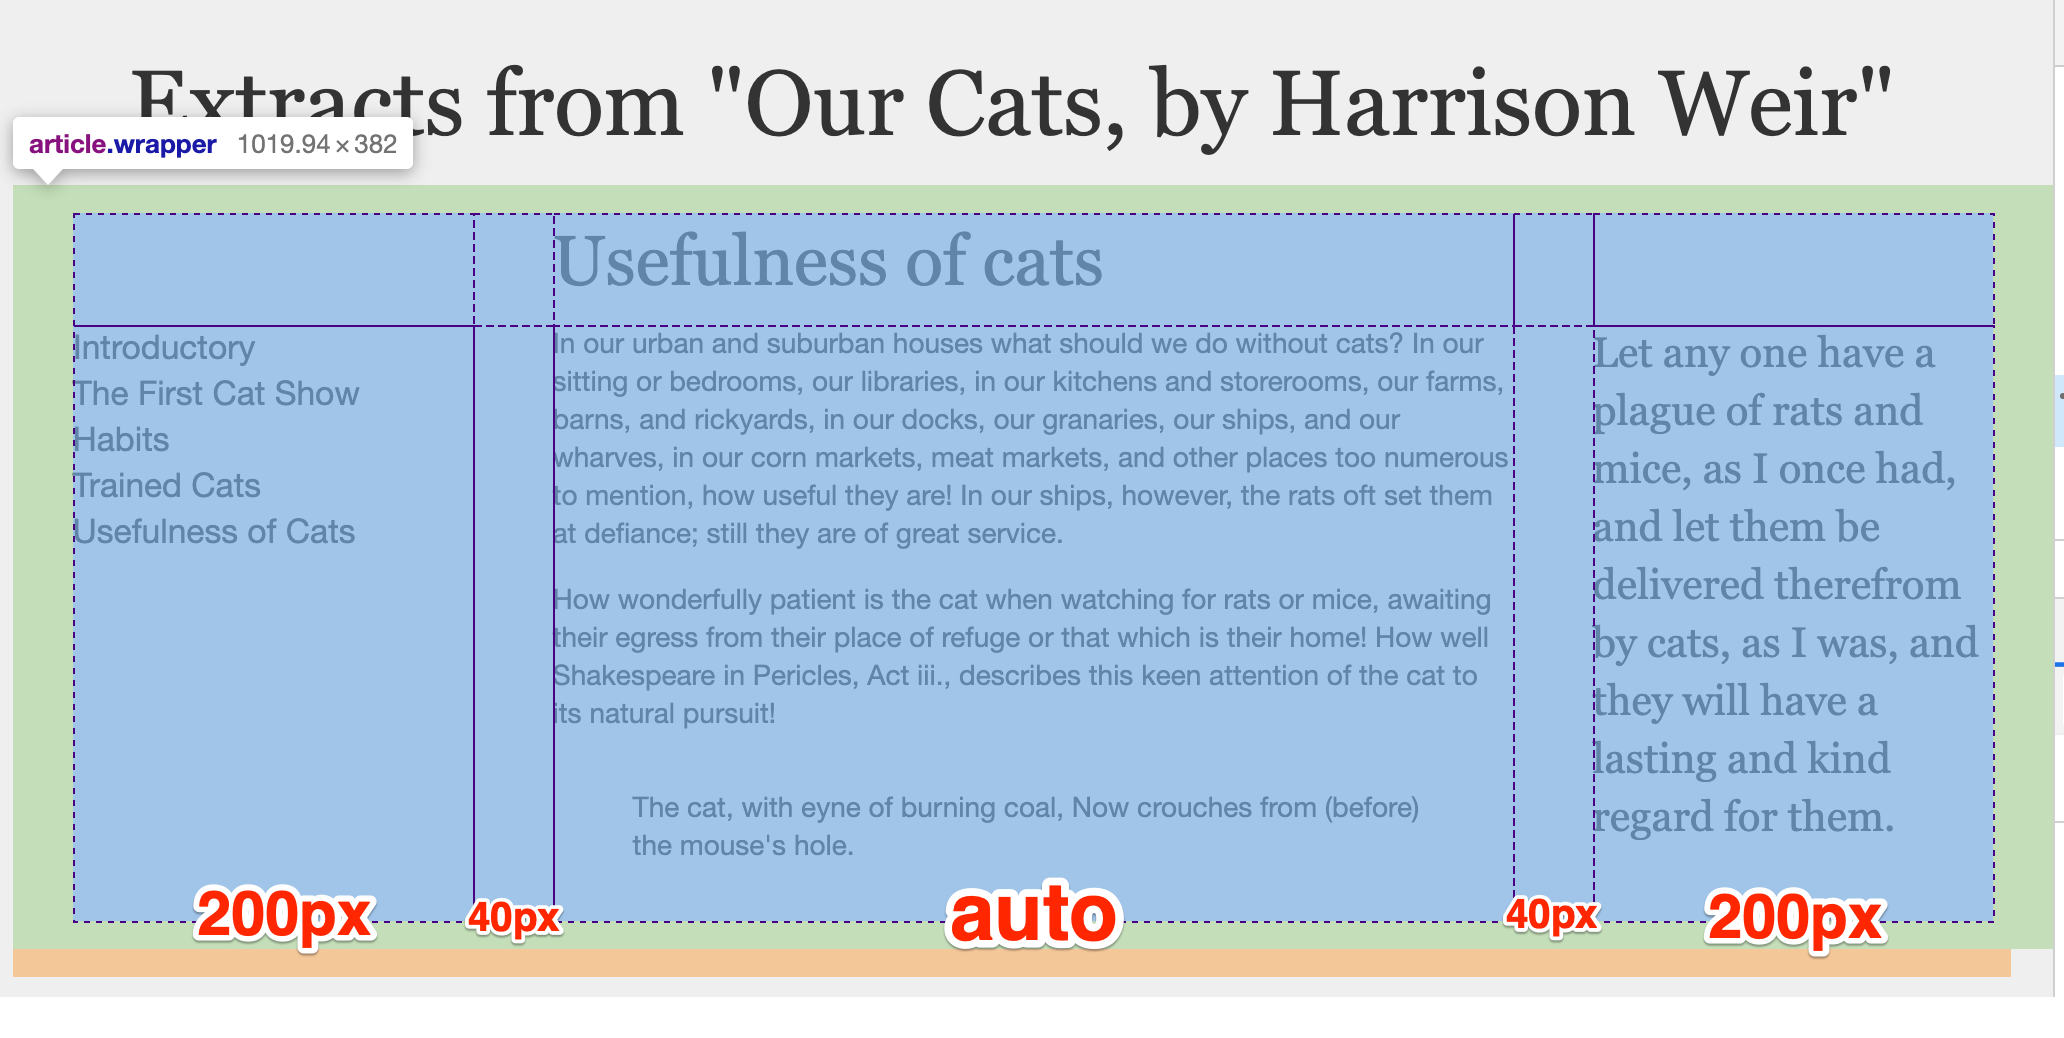 Extracts from "Our Cats, by Harrison Weir"
article.wrapper 1019.94 × 382
Usefulness of cats
Introductory
The First Cat Show
Habits
Trained Cats
Usefulness of Cats
In our urban and suburban houses what should we do without cats? In our
sitting or bedrooms, our libraries, in our kitchens and storerooms, our farms,
barns, and rickyards, in our docks, our granaries, our ships, and our
wharves, in our corn markets, meat markets, and other places too numerous
to mention, how useful they are! In our ships, however, the rats oft set them
at defiance; still they are of great service.
How wonderfully patient is the cat when watching for rats or mice, awaiting
their egress from their place of refuge or that which is their home! How well
Shakespeare in Pericles, Act iii., describes this keen attention of the cat to
its natural pursuit!
The cat, with eyne of burning coal, Now crouches from (before)
the mouse's hole.
Let any one have a
plague of rats and
mice, as I once had,
and let them be
delivered therefrom
by cats, as I was, and
they will have a
lasting and kind
regard for them.
200px
40px
auto
40px
200px